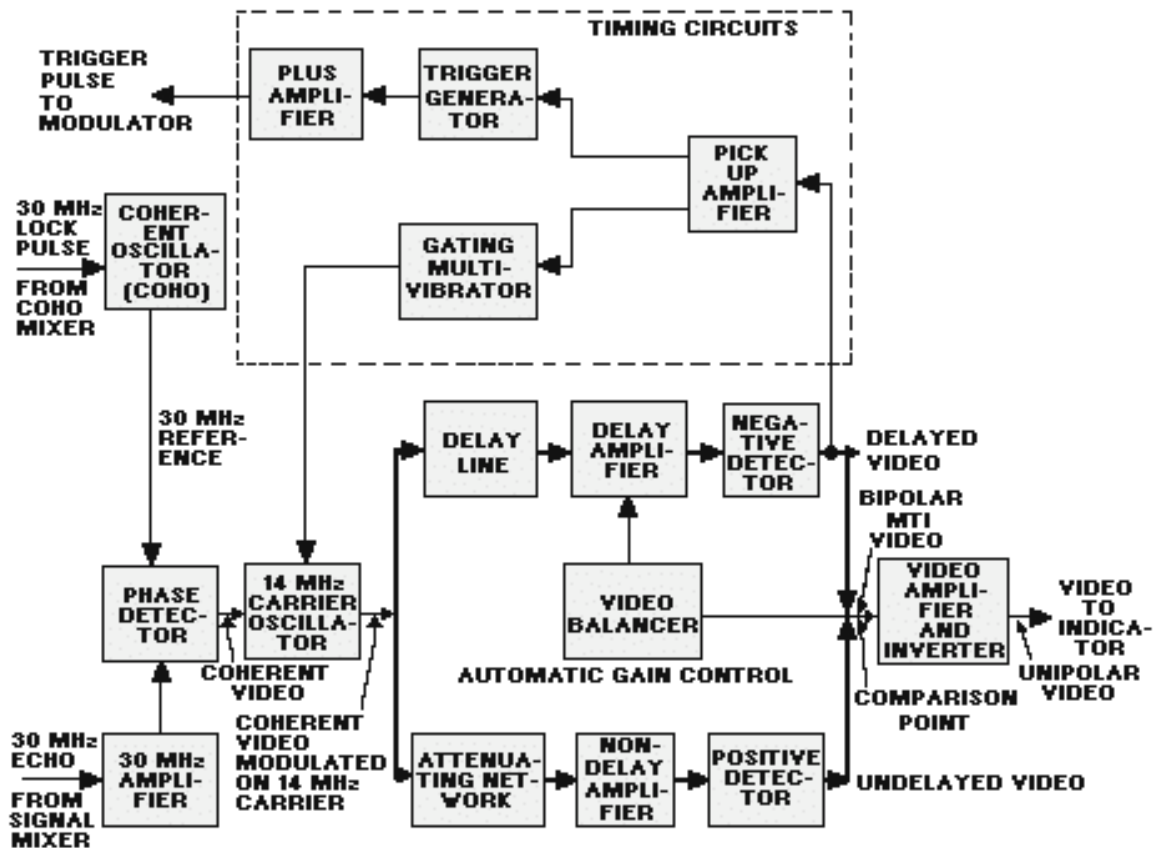 TIMING CIRCUITS
TRIGGER
PULSE
TO
MODULATOR
PLUS
AMPLI-
FIER
TRIGGER
GENERA-
TOR
PICK
UP
AMPLI-
FIER
30 MHz
LOCK
PULSE
FROM
COHO
MIXER
COHER-
ENT
OSCILLA-
TOR
(COHO)
GATING
MULTI-
VIBRATOR
30 MHz
REFER-
ENCE
DELAY
LINE
DELAY
AMPLI-
FIER
NEGA-
TIVE
DETEC-
TOR
DELAYED
VIDEO
BIPOLAR
MTI
VIDEO
PHASE
DETEC-
TOR
14 MHz
CARRIER
OSCILLA-
TOR
VIDEO
BALANCER
VIDEO
AMPLI-
FIER
AND
INVERTER
VIDEO
TO
INDICA-
TOR
COHERENT
VIDEO
AUTOMATIC GAIN CONTROL
UNIPOLAR
VIDEO
COMPARISON
POINT
COHERENT
VIDEO
MODULATED
ON 14 MHz
CARRIER
30 MHz
ECHO
FROM
SIGNAL
MIXER
30 MHz
AMPLI-
FIER
ATTENUA-
TING NET-
WORK
NON-
DELAY
AMPLI-
FIER
POSITIVE
DETEC-
TOR
UNDELAYED VIDEO